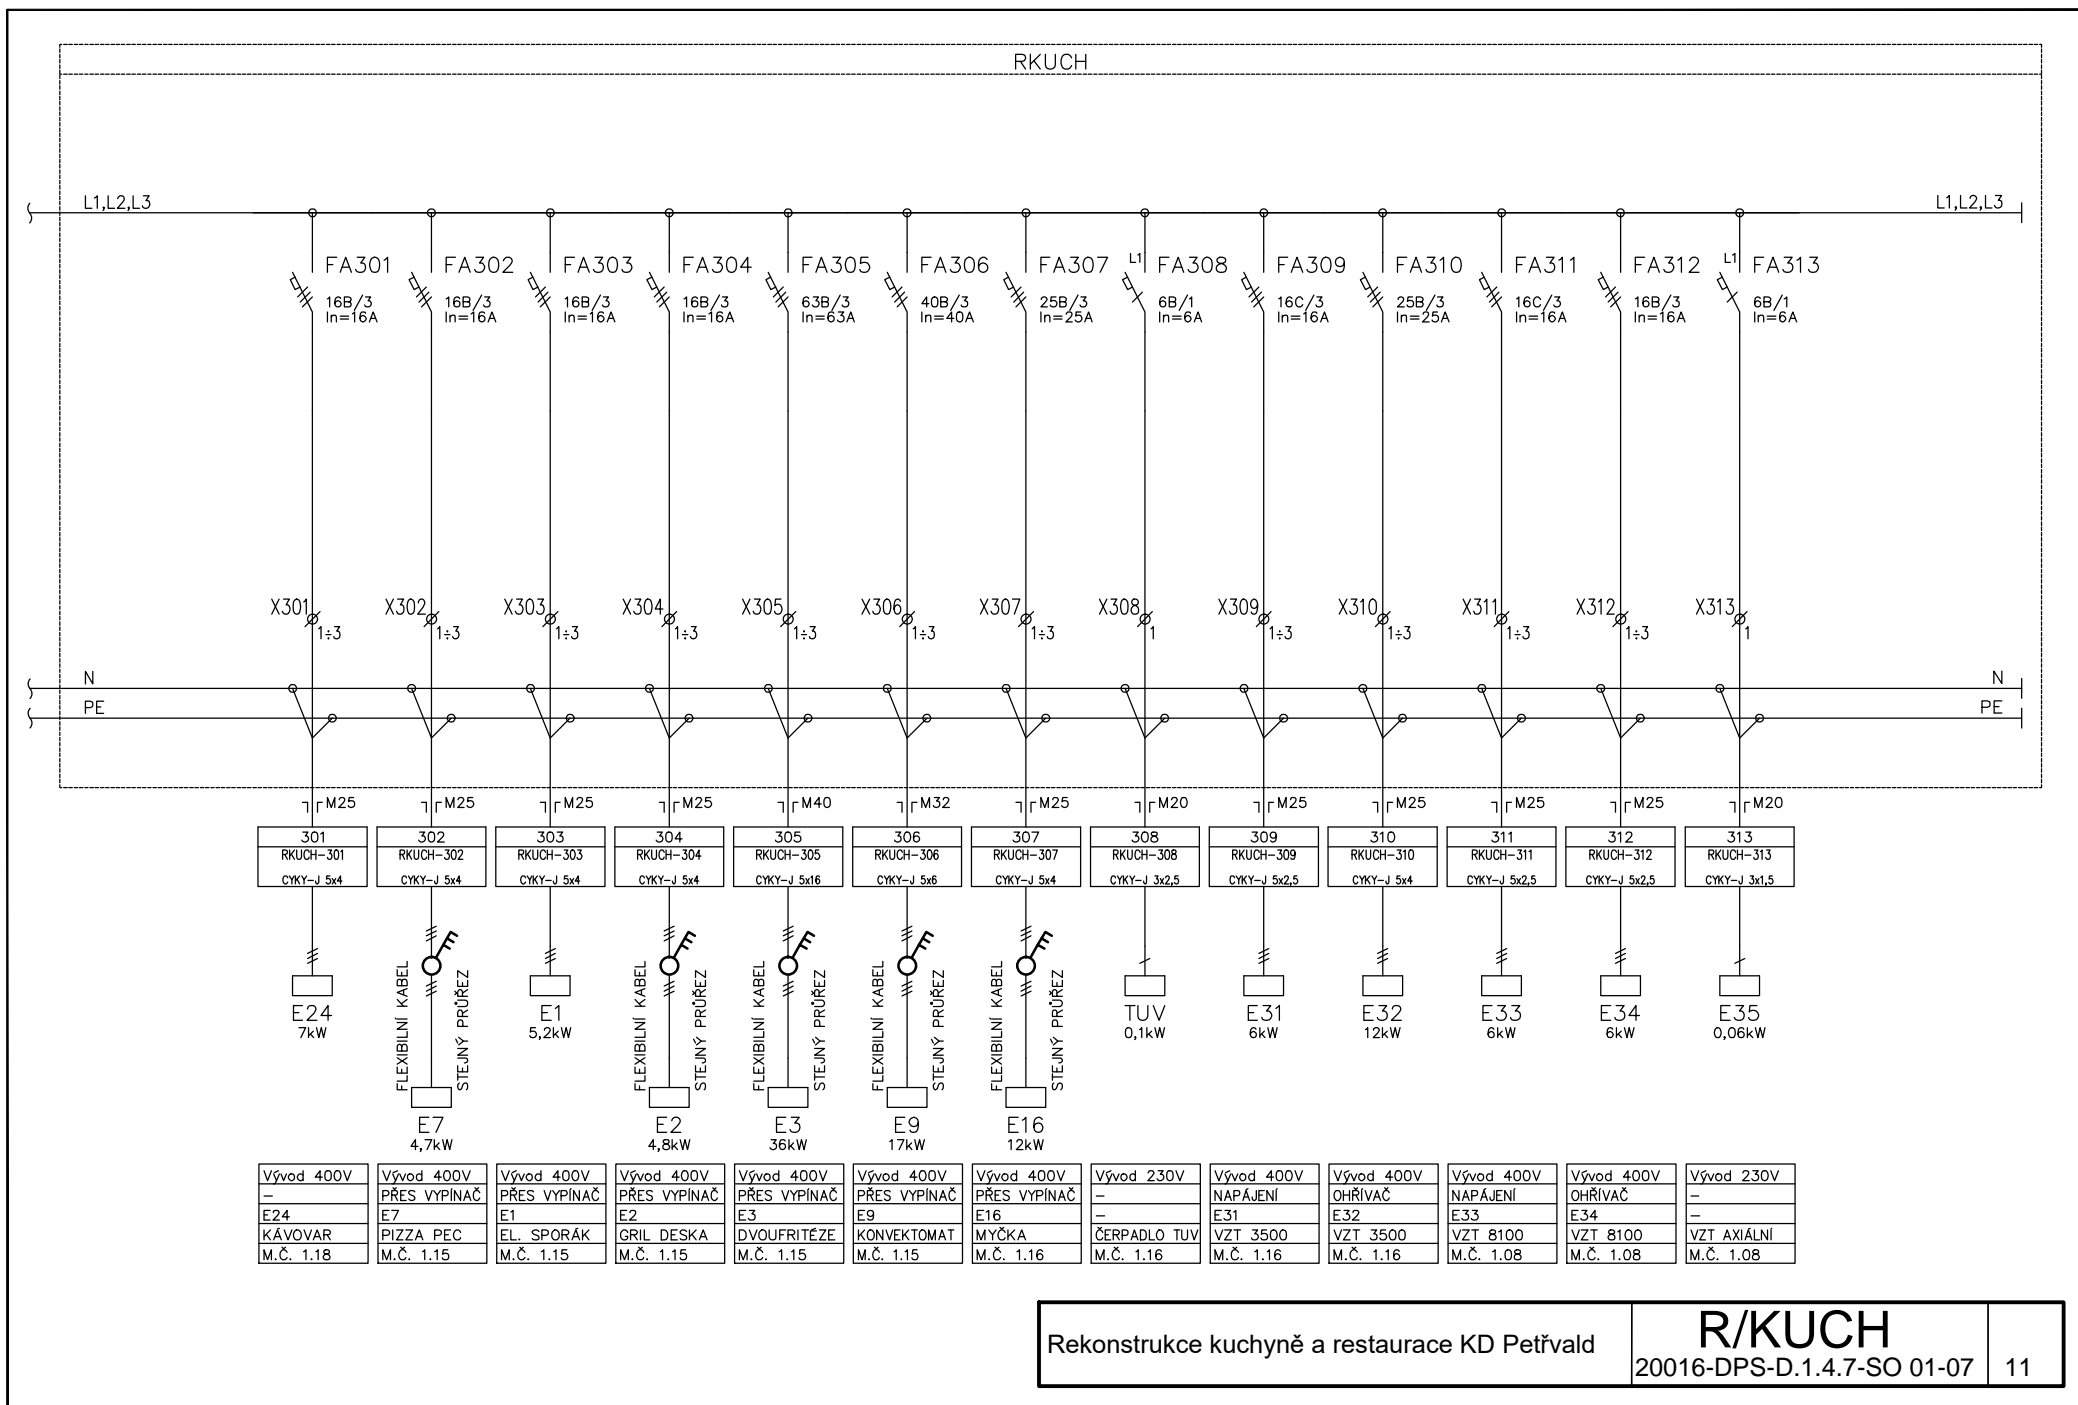 RKUCH
L1,L2,L3
L1,L2,L3
FA301
16B/3
In=16A
FA302
16B/3
In=16A
FA303
16B/3
In=16A
FA304
16B/3
In=16A
FA305
63B/3
In=63A
FA306
40B/3
In=40A
FA307
25B/3
In=25A
L1
FA308
6B/1
In=6A
FA309
16C/3
In=16A
FA310
25B/3
In=25A
FA311
16C/3
In=16A
FA312
16B/3
In=16A
L1
FA313
6B/1
In=6A
X301
1÷3
X302
1÷3
X303
1÷3
X304
1÷3
X305
1÷3
X306
1÷3
X307
1÷3
X308
1
X309
1÷3
X310
1÷3
X311
1÷3
X312
1÷3
X313
1
N
N
PE
PE
M25
M25
M25
M25
M40
M32
M25
M20
M25
M25
M25
M25
M20
301
RKUCH-301
CYKY-J 5x4
302
RKUCH-302
CYKY-J 5x4
303
RKUCH-303
CYKY-J 5x4
304
RKUCH-304
CYKY-J 5x4
305
RKUCH-305
CYKY-J 5x16
306
RKUCH-306
CYKY-J 5x6
307
RKUCH-307
CYKY-J 5x4
308
RKUCH-308
CYKY-J 3x2,5
309
RKUCH-309
CYKY-J 5x2,5
310
RKUCH-310
CYKY-J 5x4
311
RKUCH-311
CYKY-J 5x2,5
312
RKUCH-312
CYKY-J 5x2,5
313
RKUCH-313
CYKY-J 3x1,5
E24
7kW
FLEXIBILNÍ KABEL
STEJNÝ PRŮŘEZ
E7
4,7kW
E1
5,2kW
FLEXIBILNÍ KABEL
STEJNÝ PRŮŘEZ
E2
4,8kW
FLEXIBILNÍ KABEL
STEJNÝ PRŮŘEZ
E3
36kW
FLEXIBILNÍ KABEL
STEJNÝ PRŮŘEZ
E9
17kW
FLEXIBILNÍ KABEL
STEJNÝ PRŮŘEZ
E16
12kW
TUV
0,1kW
E31
6kW
E32
12kW
E33
6kW
E34
6kW
E35
0,06kW
Vývod 400V
–
E24
KÁVOVAR
M.Č. 1.18
Vývod 400V
PŘES VYPÍNAČ
E7
PIZZA PEC
M.Č. 1.15
Vývod 400V
PŘES VYPÍNAČ
E1
EL. SPORÁK
M.Č. 1.15
Vývod 400V
PŘES VYPÍNAČ
E2
GRIL DESKA
M.Č. 1.15
Vývod 400V
PŘES VYPÍNAČ
E3
DVOUFRITÉZE
M.Č. 1.15
Vývod 400V
PŘES VYPÍNAČ
E9
KONVEKTOMAT
M.Č. 1.15
Vývod 400V
PŘES VYPÍNAČ
E16
MYČKA
M.Č. 1.16
Vývod 230V
–
–
ČERPADLO TUV
M.Č. 1.16
Vývod 400V
NAPÁJENÍ
E31
VZT 3500
M.Č. 1.16
Vývod 400V
OHŘÍVAČ
E32
VZT 3500
M.Č. 1.16
Vývod 400V
NAPÁJENÍ
E33
VZT 8100
M.Č. 1.08
Vývod 400V
OHŘÍVAČ
E34
VZT 8100
M.Č. 1.08
Vývod 230V
–
–
VZT AXIÁLNÍ
M.Č. 1.08
Rekonstrukce kuchyně a restaurace KD Petřvald
R/KUCH
20016-DPS-D.1.4.7-SO 01-07
11